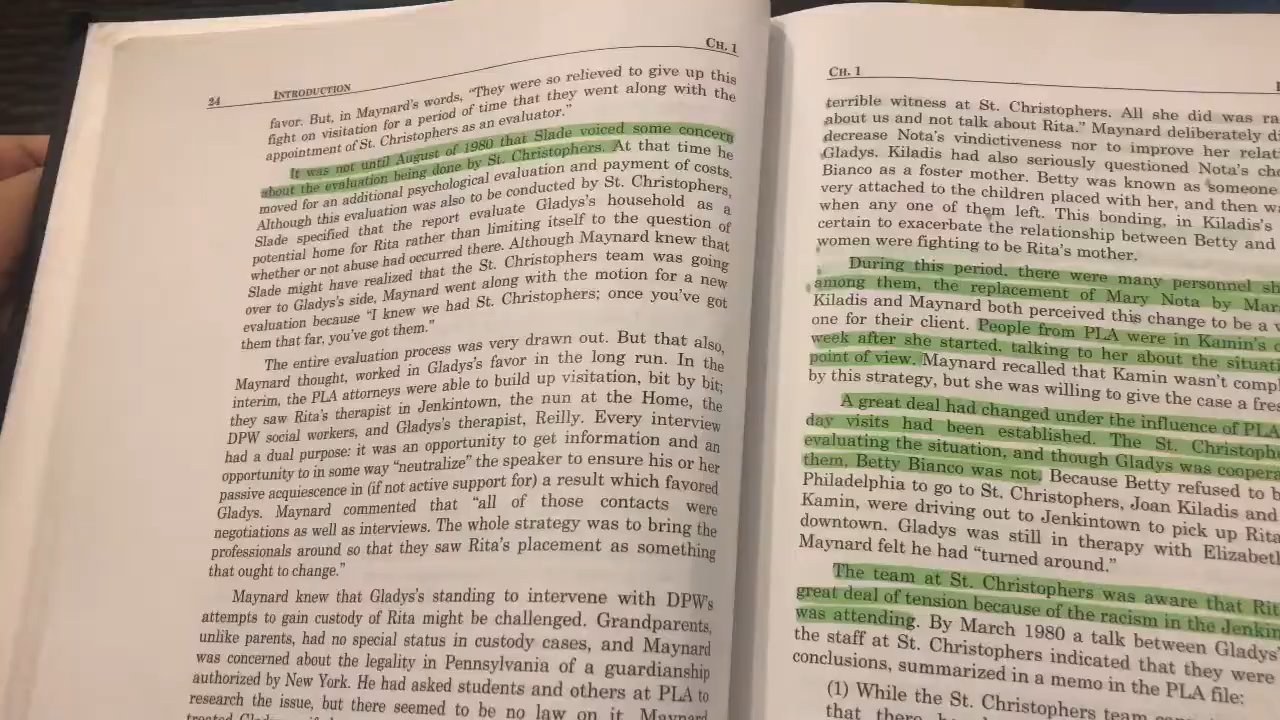 24 INTRODUCTION CH. 1
favor. But, in Maynard's words, "They were so relieved to give up this
fight on visitation for a period of time that they went along with the
appointment of St. Christophers as an evaluator."
It was not until August of 1980 that Slade voiced some concern
about the evaluation being done by St. Christophers. At that time he
moved for an additional psychological evaluation and payment of costs.
Although this evaluation was also to be conducted by St. Christophers,
Slade specified that the report evaluate Gladys's household as a
potential home for Rita rather than limiting itself to the question of
whether or not abuse had occurred there. Although Maynard knew that
Slade might have realized that the St. Christophers team was going
over to Gladys's side, Maynard went along with the motion for a new
evaluation because "I knew we had St. Christophers; once you've got
them that far, you've got them."
The entire evaluation process was very drawn out. But that also,
Maynard thought, worked in Gladys's favor in the long run. In the
interim, the PLA attorneys were able to build up visitation, bit by bit;
they saw Rita's therapist in Jenkintown, the nun at the Home, the
DPW social workers, and Gladys's therapist, Reilly. Every interview
had a dual purpose: it was an opportunity to get information and an
opportunity to in some way "neutralize" the speaker to ensure his or her
passive acquiescence in (if not active support for) a result which favored
Gladys. Maynard commented that "all of those contacts were
negotiations as well as interviews. The whole strategy was to bring the
professionals around so that they saw Rita's placement as something
that ought to change."
Maynard knew that Gladys's standing to intervene with DPW's
attempts to gain custody of Rita might be challenged. Grandparents,
unlike parents, had no special status in custody cases, and Maynard
was concerned about the legality in Pennsylvania of a guardianship
authorized by New York. He had asked students and others at PLA to
research the issue, but there seemed to be no law on it. Maynard
CH. 1
terrible witness at St. Christophers. All she did was
about us and not talk about Rita." Maynard deliberately
decrease Nota's vindictiveness nor to improve her
Gladys. Kiladis had also seriously questioned Nota's
Bianco as a foster mother. Betty was known as someone
very attached to the children placed with her, and then
when any one of them left. This bonding, in Kiladis's
certain to exacerbate the relationship between Betty and
women were fighting to be Rita's mother.
During this period, there were many personnel
among them, the replacement of Mary Nota by
Kiladis and Maynard both perceived this change to be a
one for their client. People from PLA were in Kamin's
week after she started, talking to her about the
point of view. Maynard recalled that Kamin wasn't
by this strategy, but she was willing to give the case a
A great deal had changed under the influence of PLA
day visits had been established. The St.
evaluating the situation, and though Gladys was
them, Betty Bianco was not. Because Betty refused to
Philadelphia to go to St. Christophers, Joan Kiladis and
Kamin, were driving out to Jenkintown to pick up Rita
downtown. Gladys was still in therapy with
Maynard felt he had "turned around."
The team at St. Christophers was aware that
great deal of tension because of the racism in the
was attending. By March 1980 a talk between Gladys
the staff at St. Christophers indicated that they were
conclusions, summarized in a memo in the PLA file:
(1) While the St. Christophers team
that there